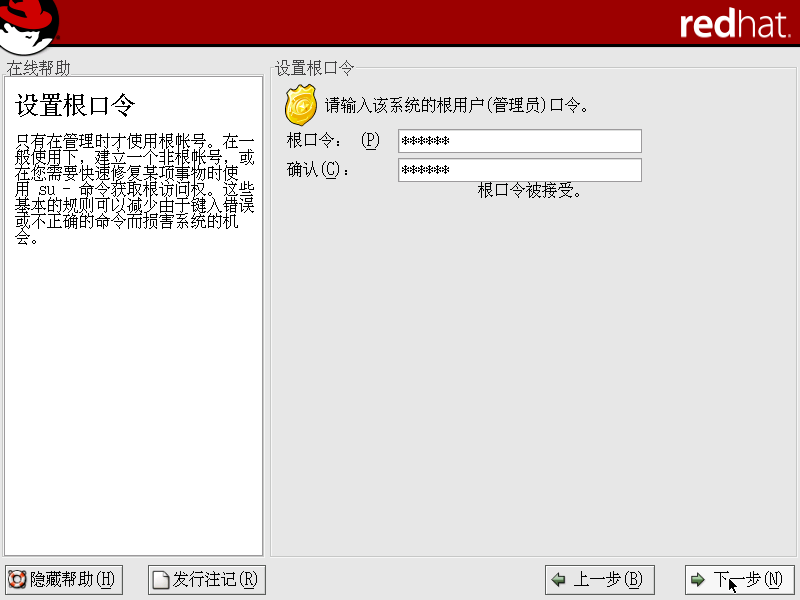 redhat.
在线帮助
设置根口令
只有在管理时才使用根帐号。在一
般使用下，建立一个非根帐号，或
在您需要快速修复某项事物时使
用 su - 命令获取根访问权。这些
基本的规则可以减少由于键入错误
或不正确的命令而损害系统的机
会。
设置根口令
请输入该系统的根用户(管理员)口令。
根口令： (P) ******
确认(C)： ******
根口令被接受。
隐藏帮助(H) 发行注记(R) 上一步(B) 下一步(N)